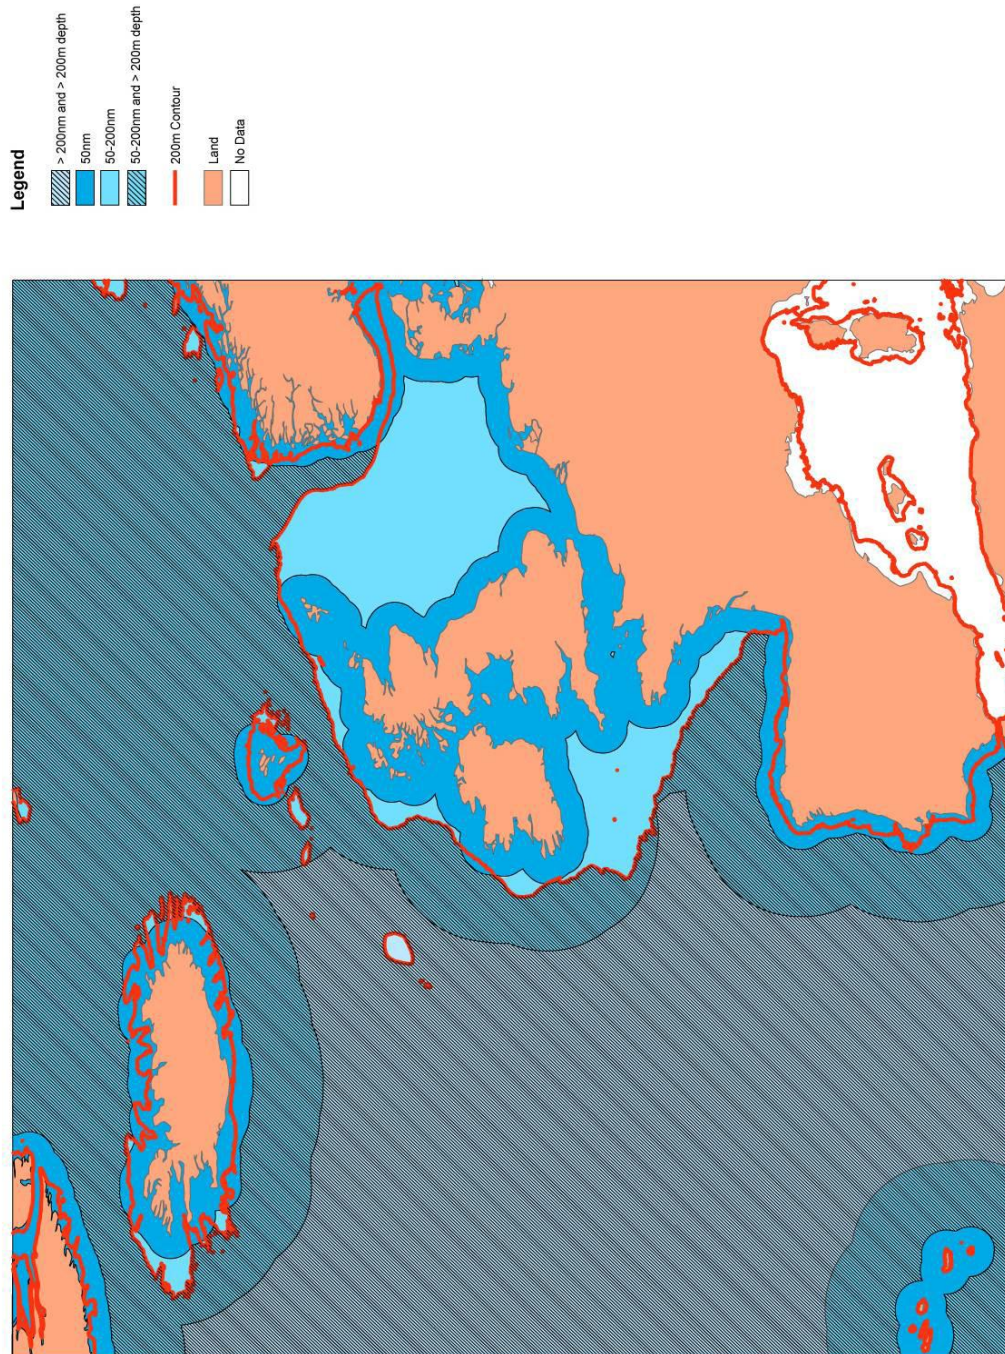 Legend
> 200nm and > 200m depth
50nm
50-200nm
50-200nm and > 200m depth
200m Contour
Land
No Data